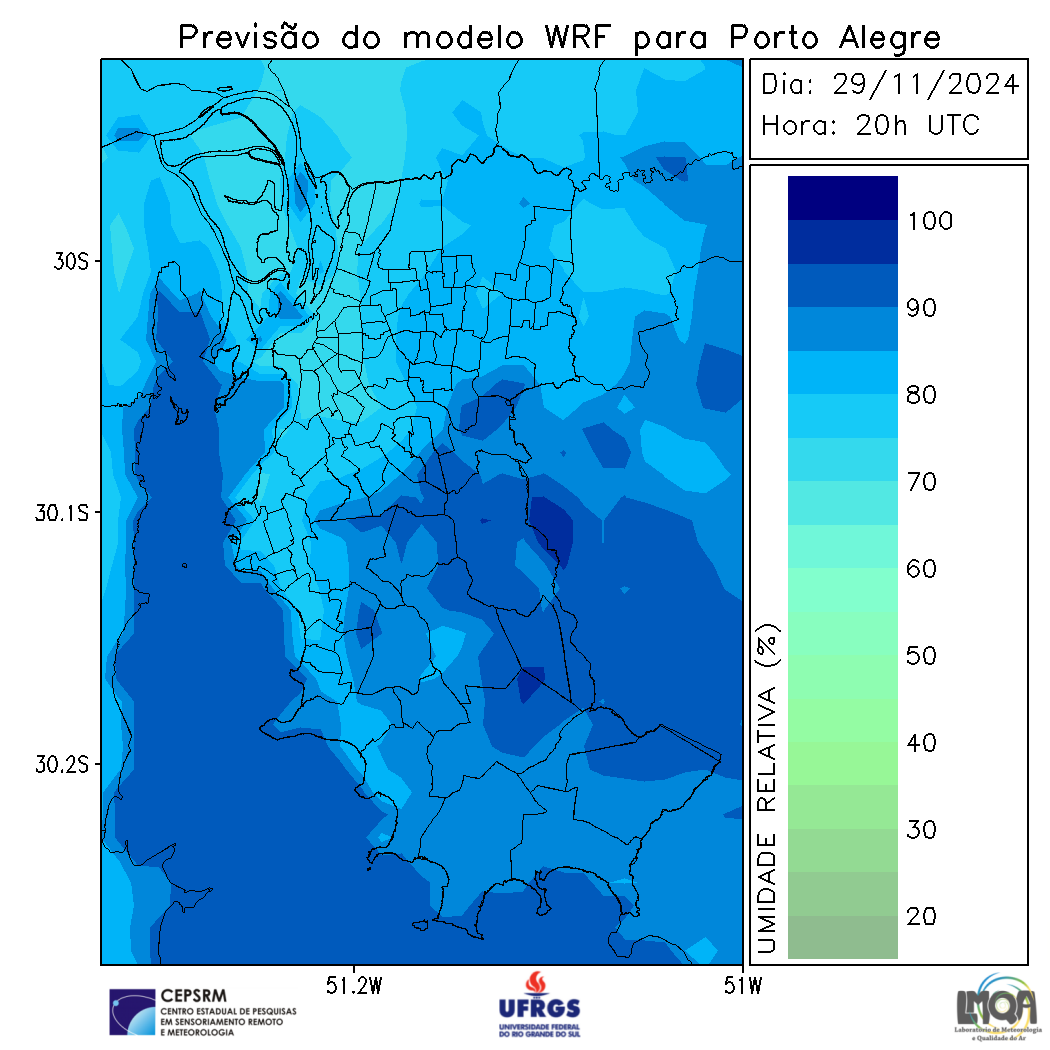 Previsão do modelo WRF para Porto Alegre
Dia: 29/11/2024
Hora: 20h UTC
30S
30.1S
30.2S
51.2W
51W
UMIDADE RELATIVA (%)
100
90
80
70
60
50
40
30
20
CEPSRM
CENTRO ESTADUAL DE PESQUISAS
EM SENSORIAMENTO REMOTO
E METEOROLOGIA
UFRGS
UNIVERSIDADE FEDERAL
DO RIO GRANDE DO SUL
LMQA
Laboratório de Meteorologia
e Qualidade do Ar